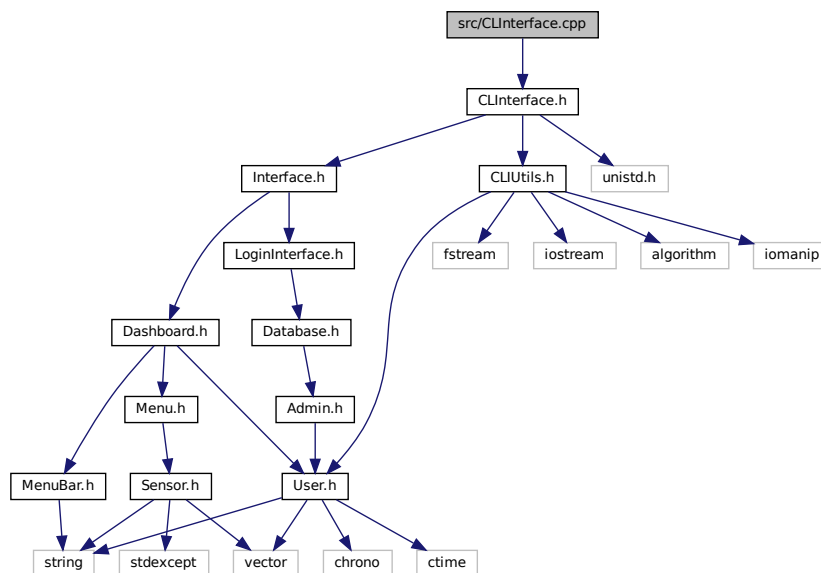 src/CLInterface.cpp
CLInterface.h
Interface.h
CLIUtils.h
unistd.h
LoginInterface.h
fstream
iostream
algorithm
iomanip
Dashboard.h
Database.h
Menu.h
Admin.h
MenuBar.h
Sensor.h
User.h
string
stdexcept
vector
chrono
ctime